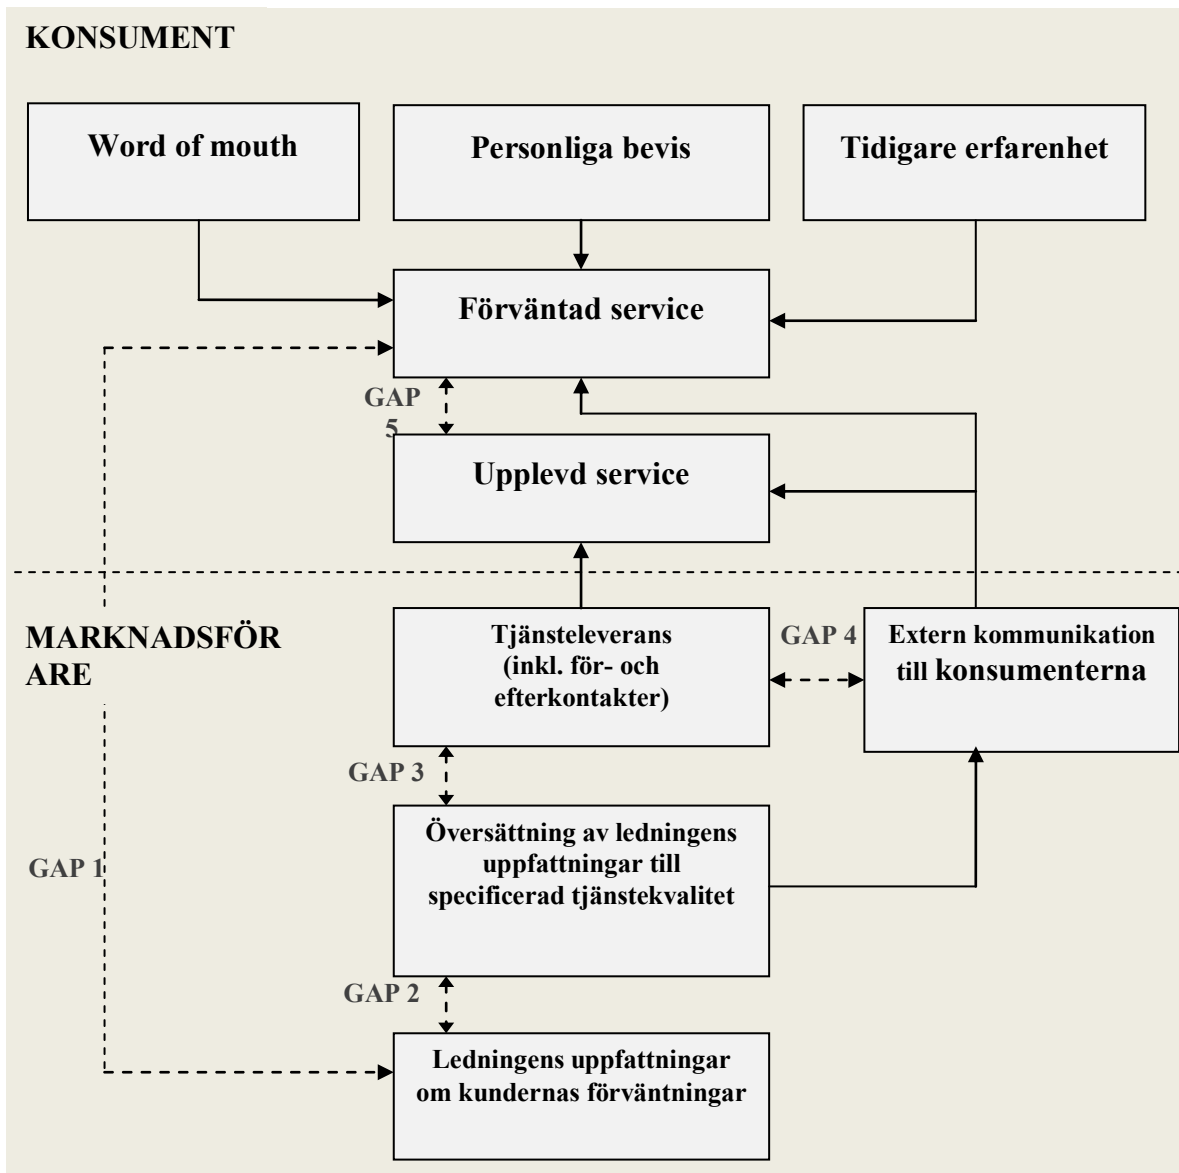 KONSUMENT
Word of mouth
Personliga bevis
Tidigare erfarenhet
Förväntad service
GAP
5
Upplevd service
MARKNADSFÖR
ARE
Tjänsteleverans
(inkl. för- och
efterkontakter)
GAP 4
Extern kommunikation
till konsumenterna
GAP 3
Översättning av ledningens
uppfattningar till
specificerad tjänstekvalitet
GAP 1
GAP 2
Ledningens uppfattningar
om kundernas förväntningar